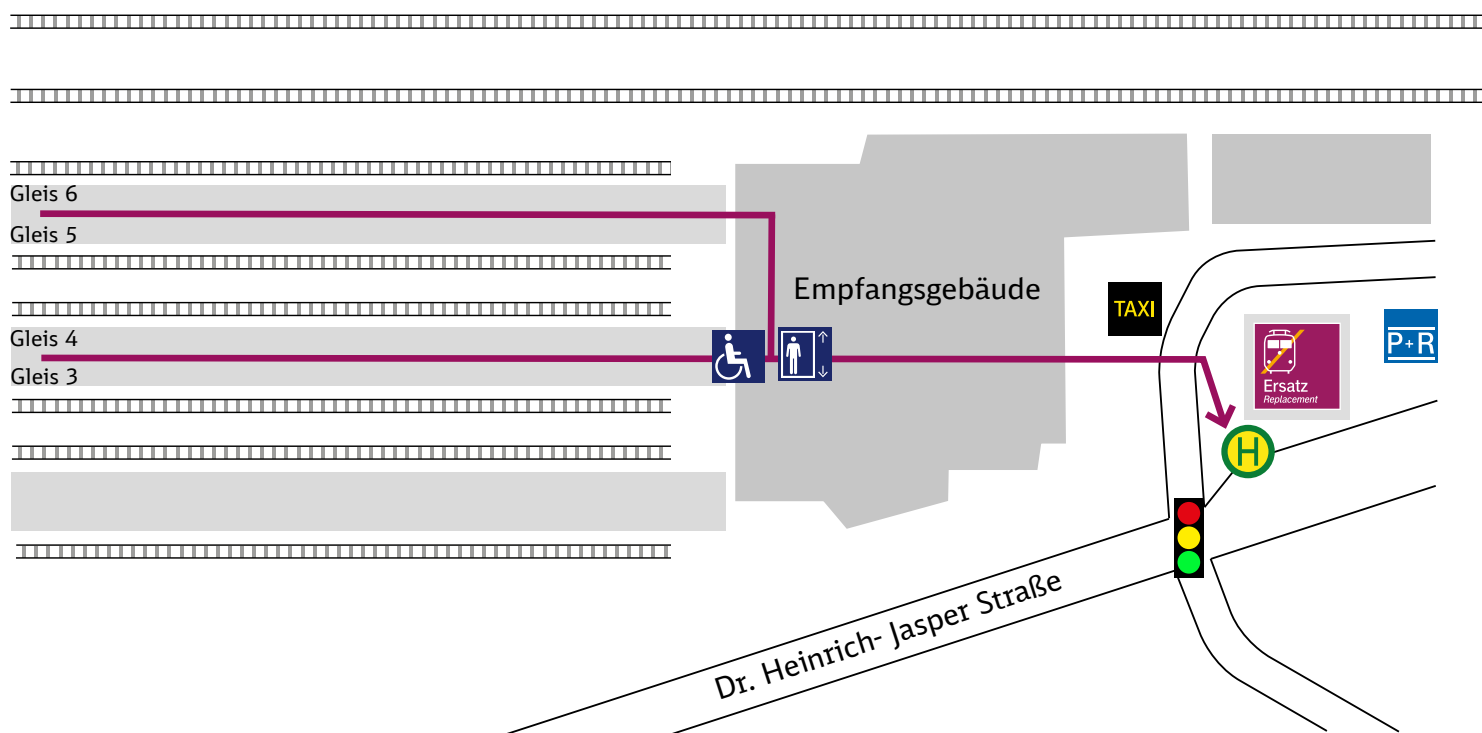 Gleis 6
Gleis 5
Empfangsgebäude
TAXI
Gleis 4
Gleis 3
P+R
Ersatz
Replacement
H
Dr. Heinrich- Jasper Straße